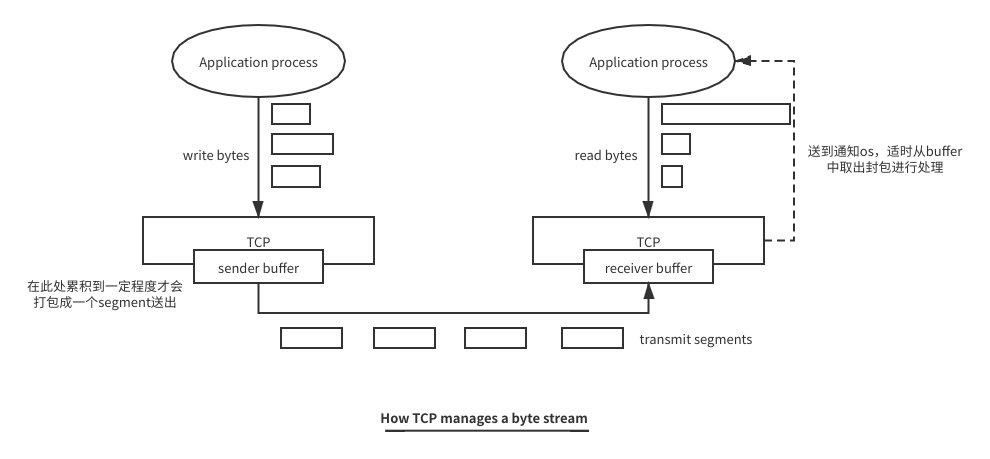 Application process
Application process
write bytes
read bytes
送到通知os，适时从buffer
中取出封包进行处理
TCP
TCP
sender buffer
receiver buffer
在此处累积到一定程度才会
打包成一个segment送出
transmit segments
How TCP manages a byte stream